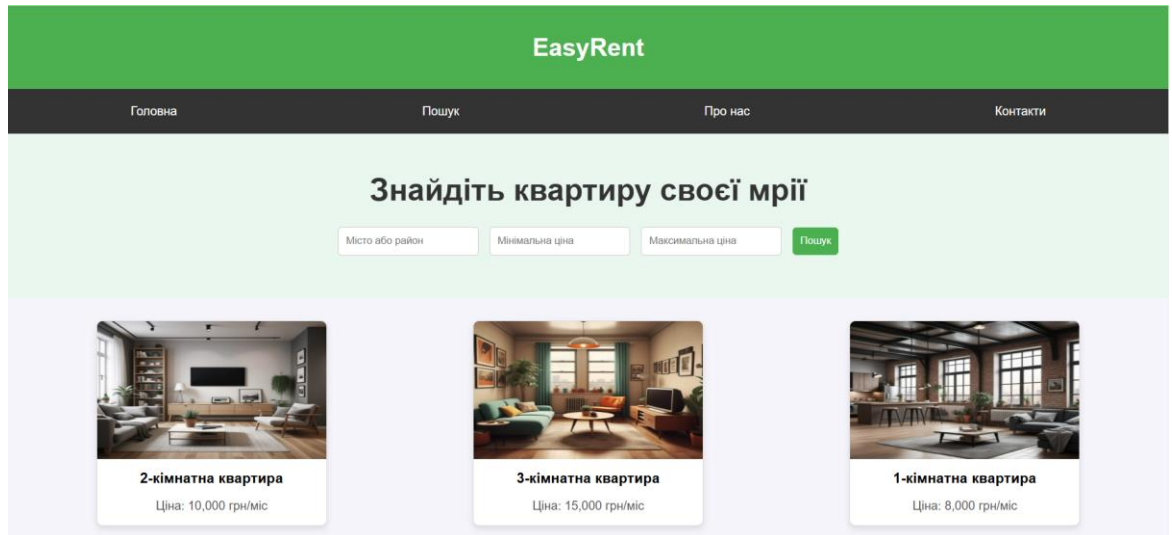 EasyRent
Головна Пошук Про нас Контакти
Знайдіть квартиру своєї мрії
Місто або район Мінімальна ціна Максимальна ціна Пошук
2-кімнатна квартира 3-кімнатна квартира 1-кімнатна квартира
Ціна: 10,000 грн/міс Ціна: 15,000 грн/міс Ціна: 8,000 грн/міс